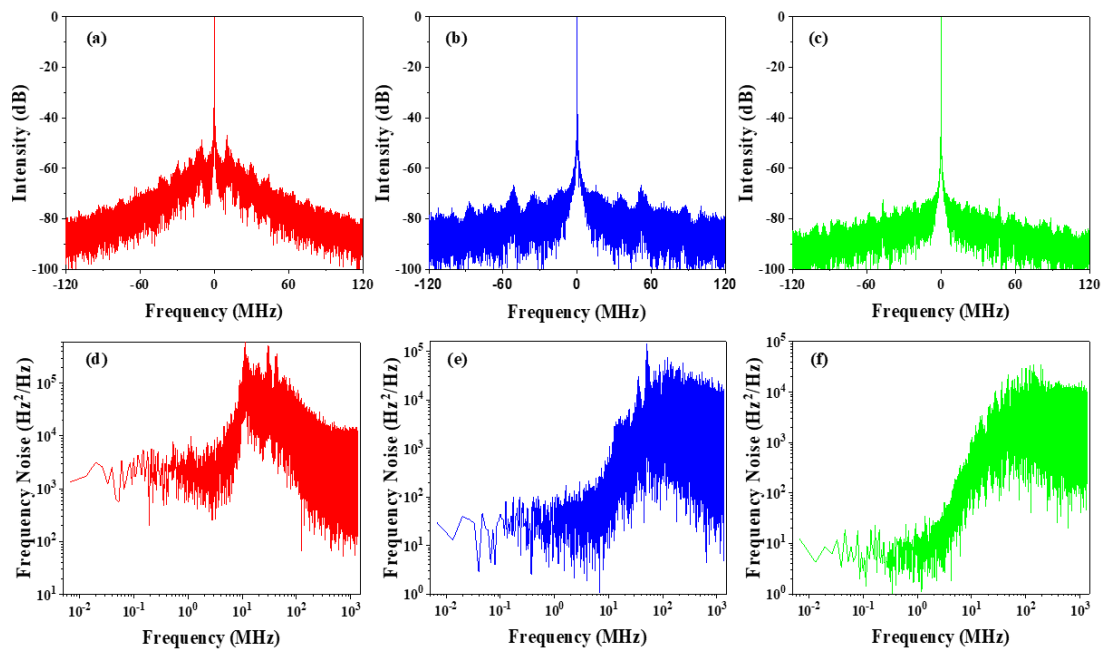 (a)
0
-20
-40
-60
-80
-100
Intensity (dB)
-120 -60 0 60 120
Frequency (MHz)
(b)
0
-20
-40
-60
-80
-100
Intensity (dB)
-120 -60 0 60 120
Frequency (MHz)
(c)
0
-20
-40
-60
-80
-100
Intensity (dB)
-120 -60 0 60 120
Frequency (MHz)
(d)
10^5
10^4
10^3
10^2
10^1
Frequency Noise (Hz^2/Hz)
10^-2 10^-1 10^0 10^1 10^2 10^3
Frequency (MHz)
(e)
10^5
10^4
10^3
10^2
10^1
10^0
Frequency Noise (Hz^2/Hz)
10^-2 10^-1 10^0 10^1 10^2 10^3
Frequency (MHz)
(f)
10^5
10^4
10^3
10^2
10^1
10^0
Frequency Noise (Hz^2/Hz)
10^-2 10^-1 10^0 10^1 10^2 10^3
Frequency (MHz)